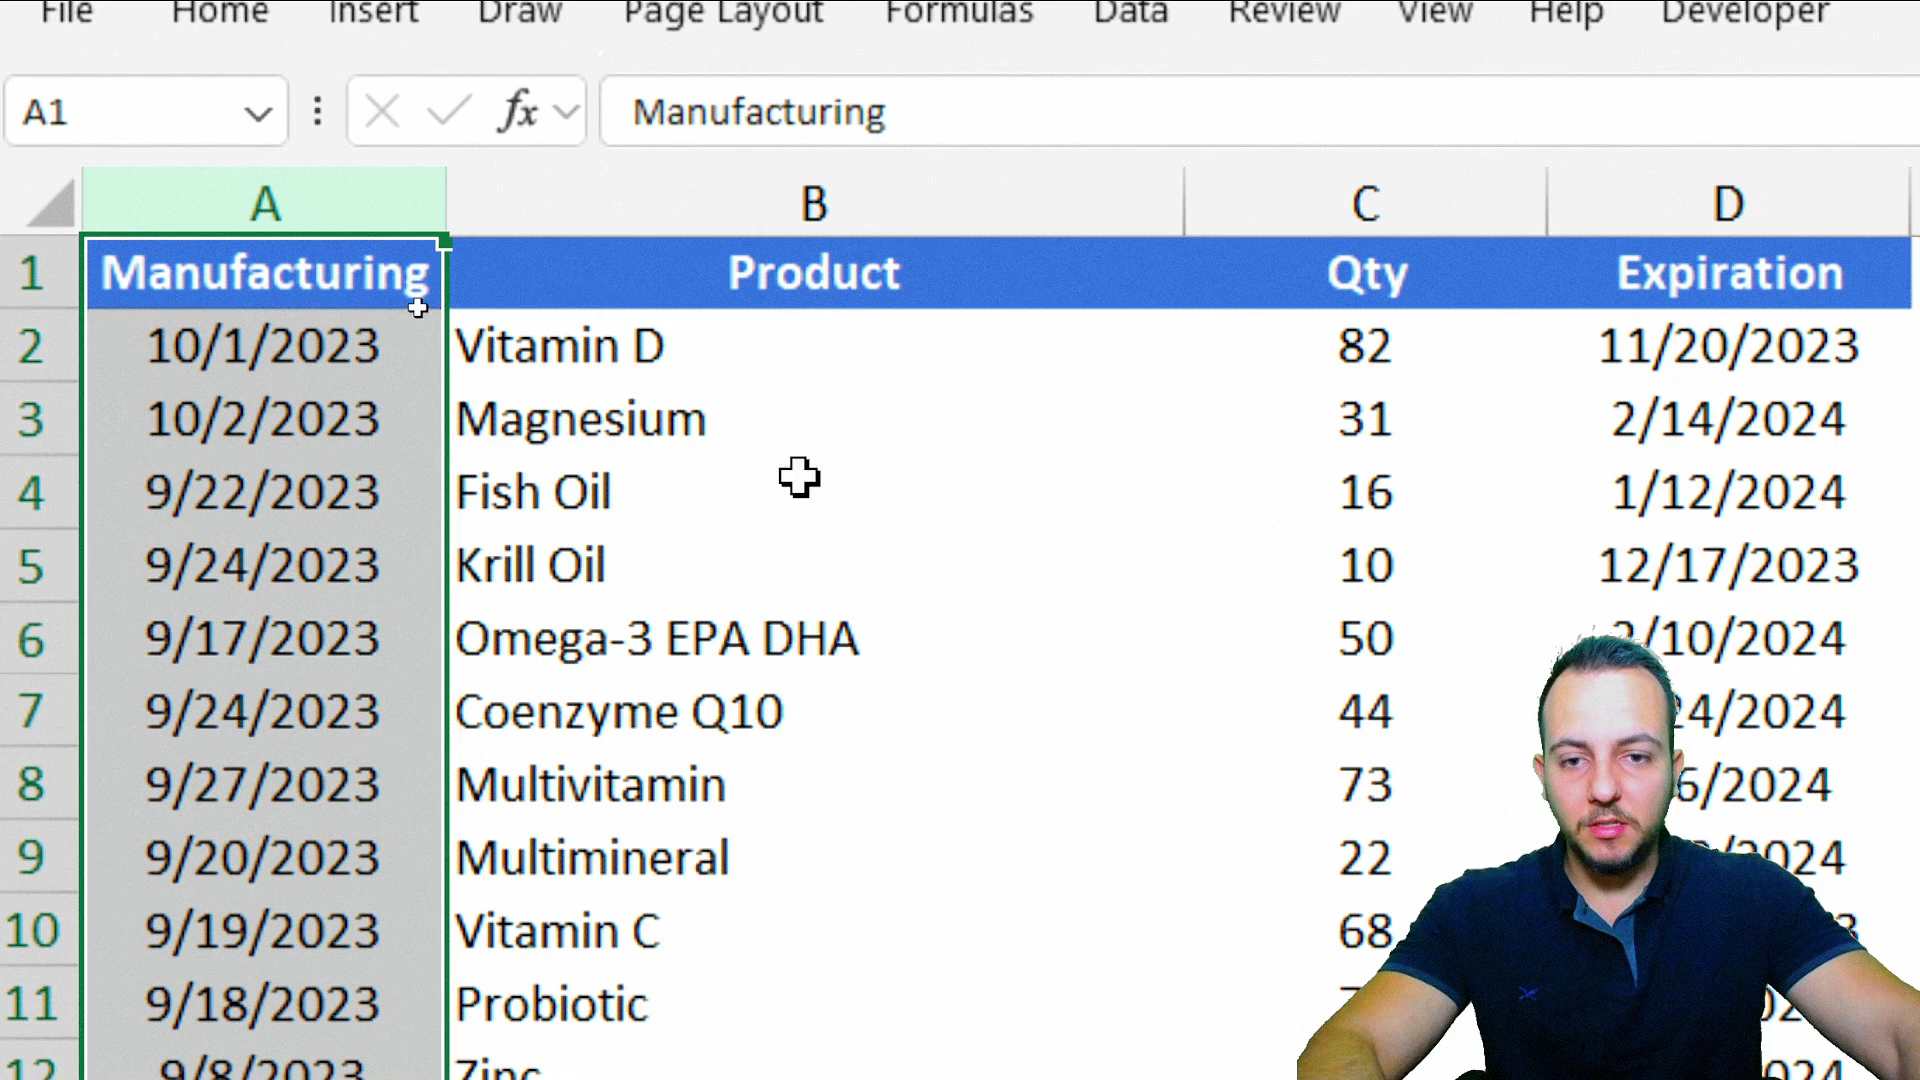 File Home Insert Draw Page Layout Formulas Data Review View Help Developer
A1 fx Manufacturing
A B C D
1 Manufacturing Product Qty Expiration
2 10/1/2023 Vitamin D 82 11/20/2023
3 10/2/2023 Magnesium 31 2/14/2024
4 9/22/2023 Fish Oil 16 1/12/2024
5 9/24/2023 Krill Oil 10 12/17/2023
6 9/17/2023 Omega-3 EPA DHA 50 /10/2024
7 9/24/2023 Coenzyme Q10 44 24/2024
8 9/27/2023 Multivitamin 73 6/2024
9 9/20/2023 Multimineral 22 2024
10 9/19/2023 Vitamin C 68
11 9/18/2023 Probiotic
12 9/8/2023 Zinc 024